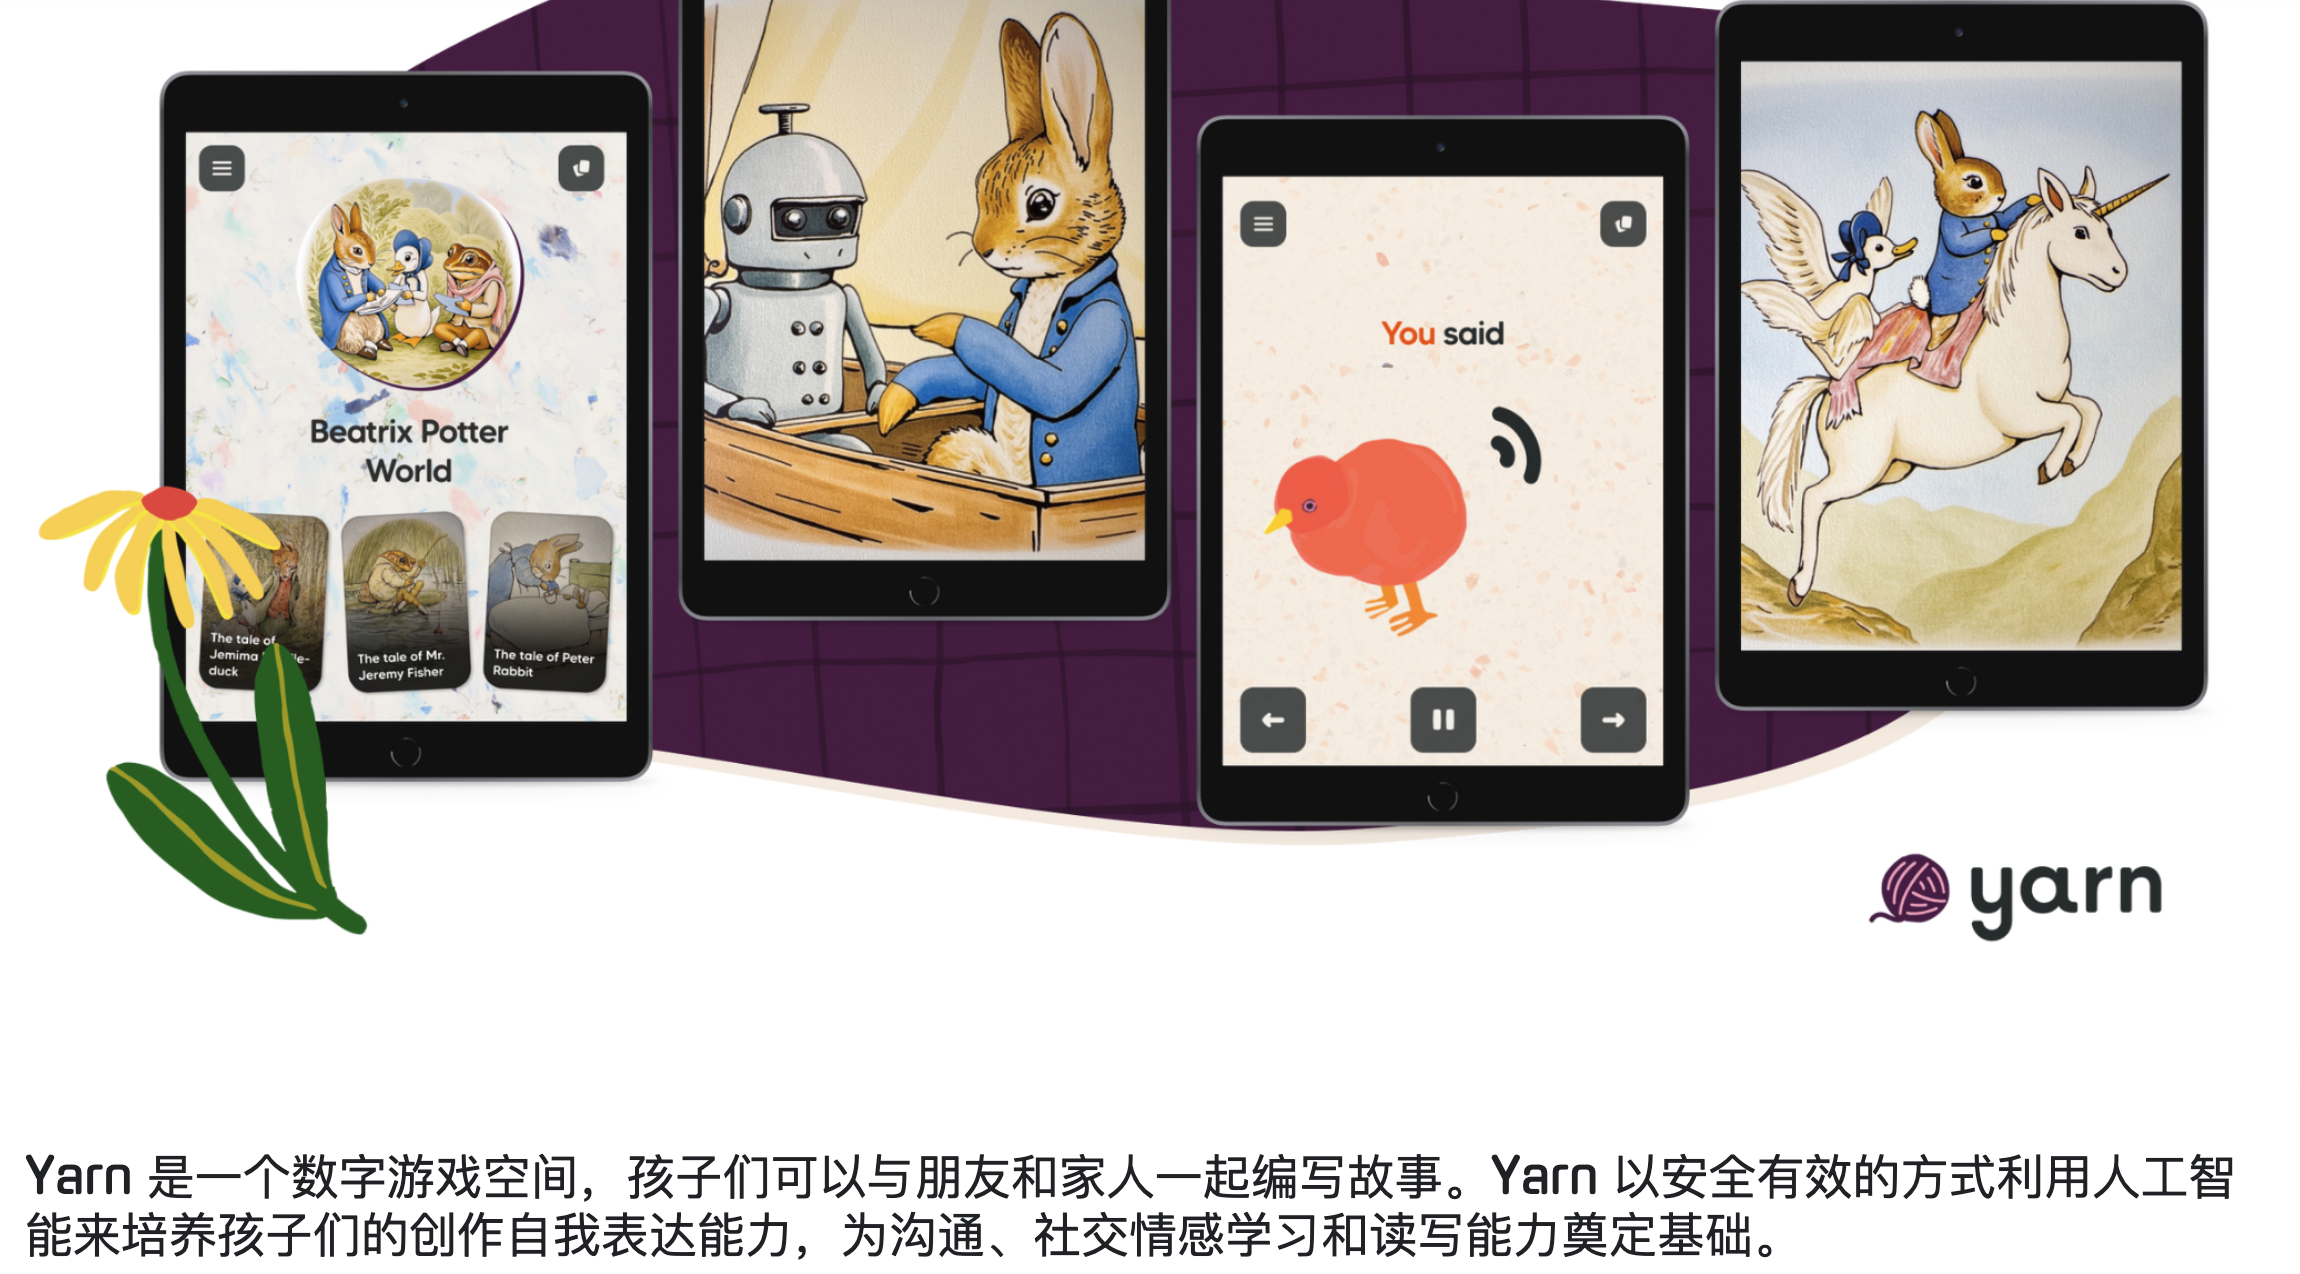 Beatrix Potter
World
The tale of
Jemima
duck
The tale of Mr.
Jeremy Fisher
The tale of Peter
Rabbit
You said
yarn
Yarn 是一个数字游戏空间，孩子们可以与朋友和家人一起编写故事。Yarn 以安全有效的方式利用人工智
能来培养孩子们的创作自我表达能力，为沟通、社交情感学习和读写能力奠定基础。